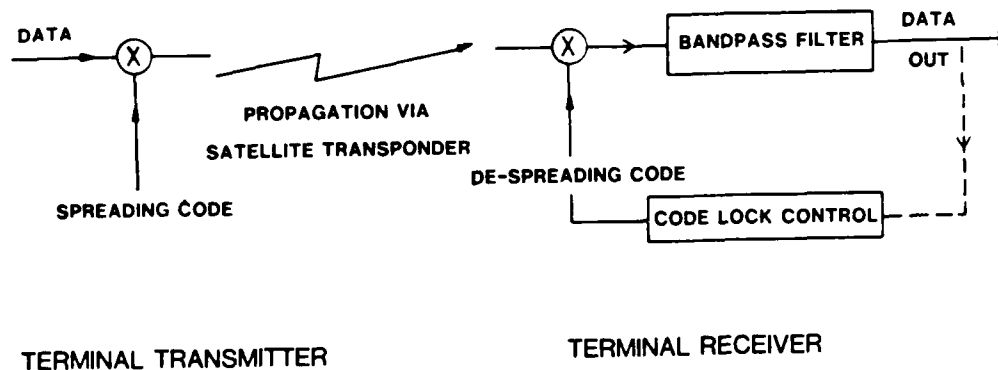 DATA
X
PROPAGATION VIA
SATELLITE TRANSPONDER
SPREADING CODE
X
BANDPASS FILTER
DATA
OUT
DE-SPREADING CODE
CODE LOCK CONTROL
TERMINAL TRANSMITTER
TERMINAL RECEIVER